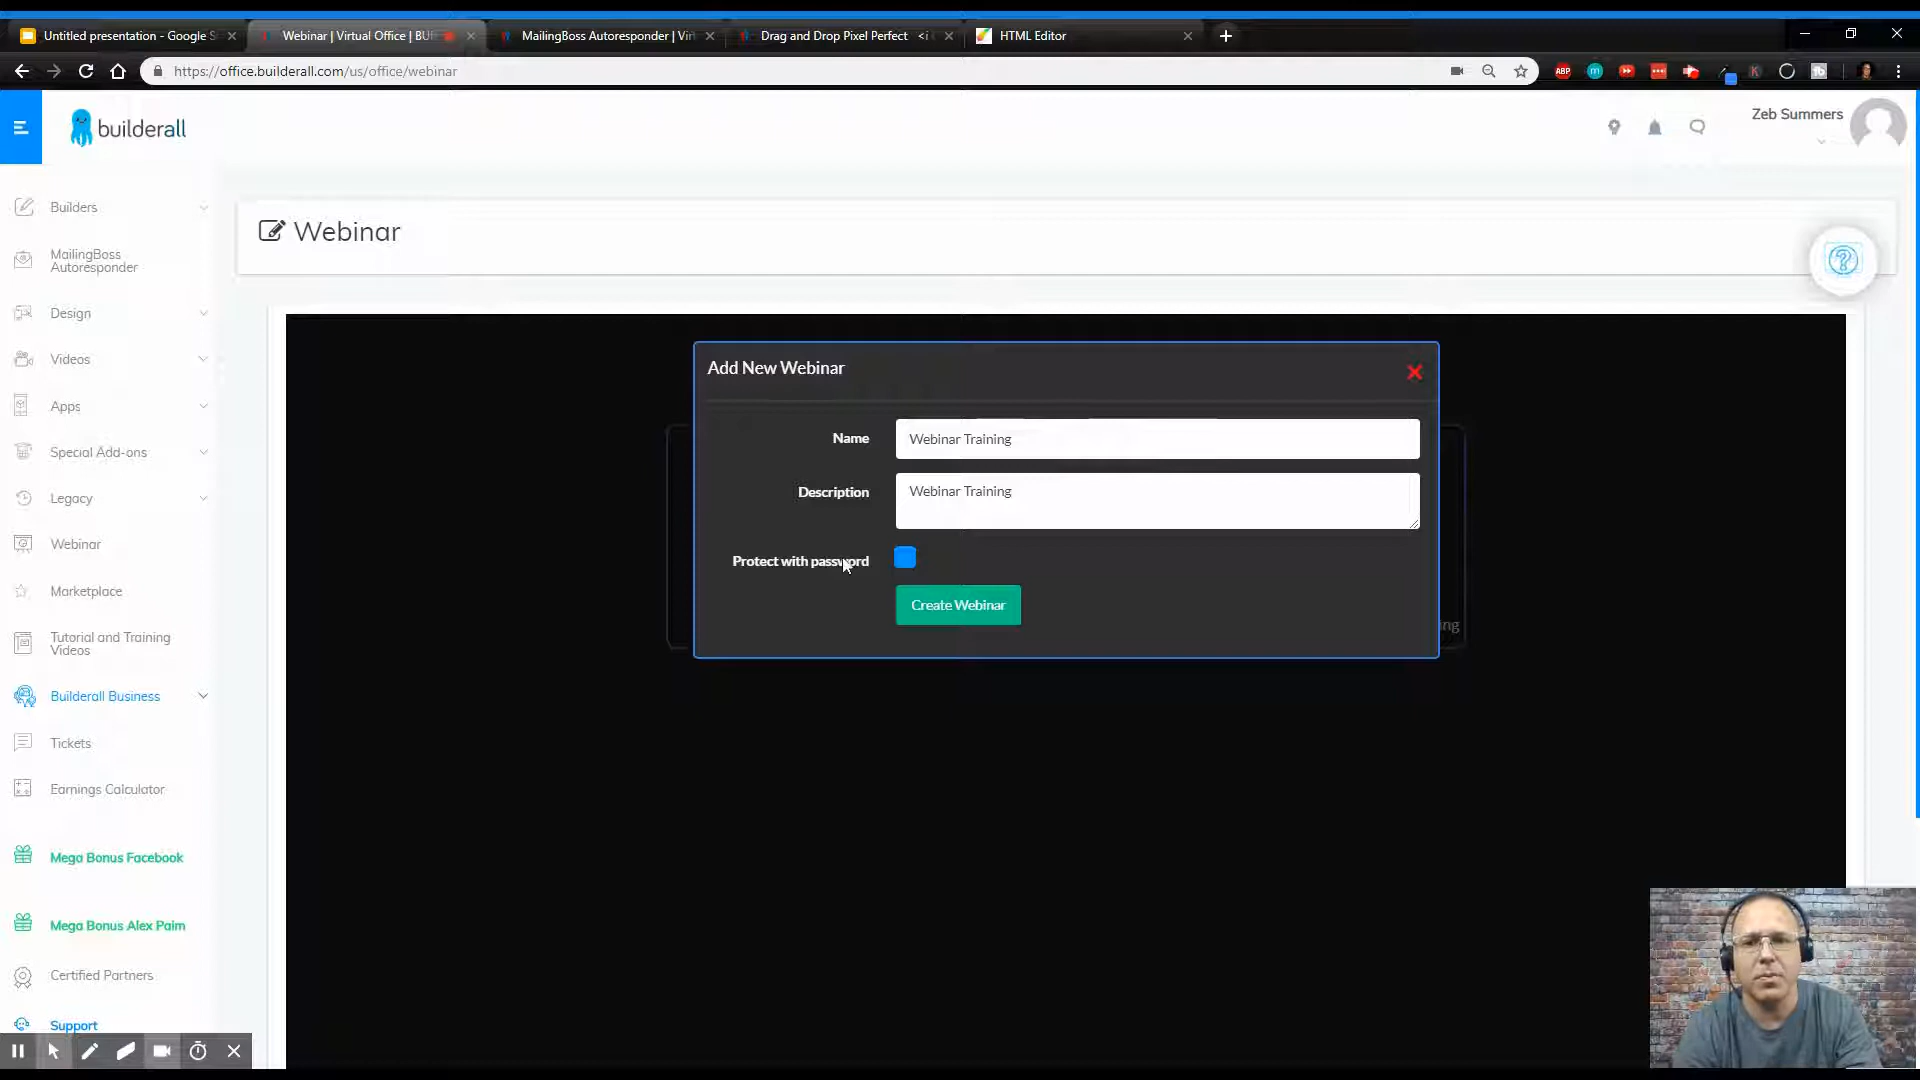 Untitled presentation - Google S
Webinar | Virtual Office | BUI
MailingBoss Autoresponder | Vir
Drag and Drop Pixel Perfect <i
HTML Editor
https://office.builderall.com/us/office/webinar
ABP
builderall
Zeb Summers
Builders
Webinar
MailingBoss
Autoresponder
Design
Videos
Apps
Special Add-ons
Legacy
Webinar
Marketplace
Tutorial and Training
Videos
Builderall Business
Tickets
Earnings Calculator
Mega Bonus Facebook
Mega Bonus Alex Paim
Certified Partners
Support
Add New Webinar
Name
Webinar Training
Description
Webinar Training
Protect with password
Create Webinar
ing